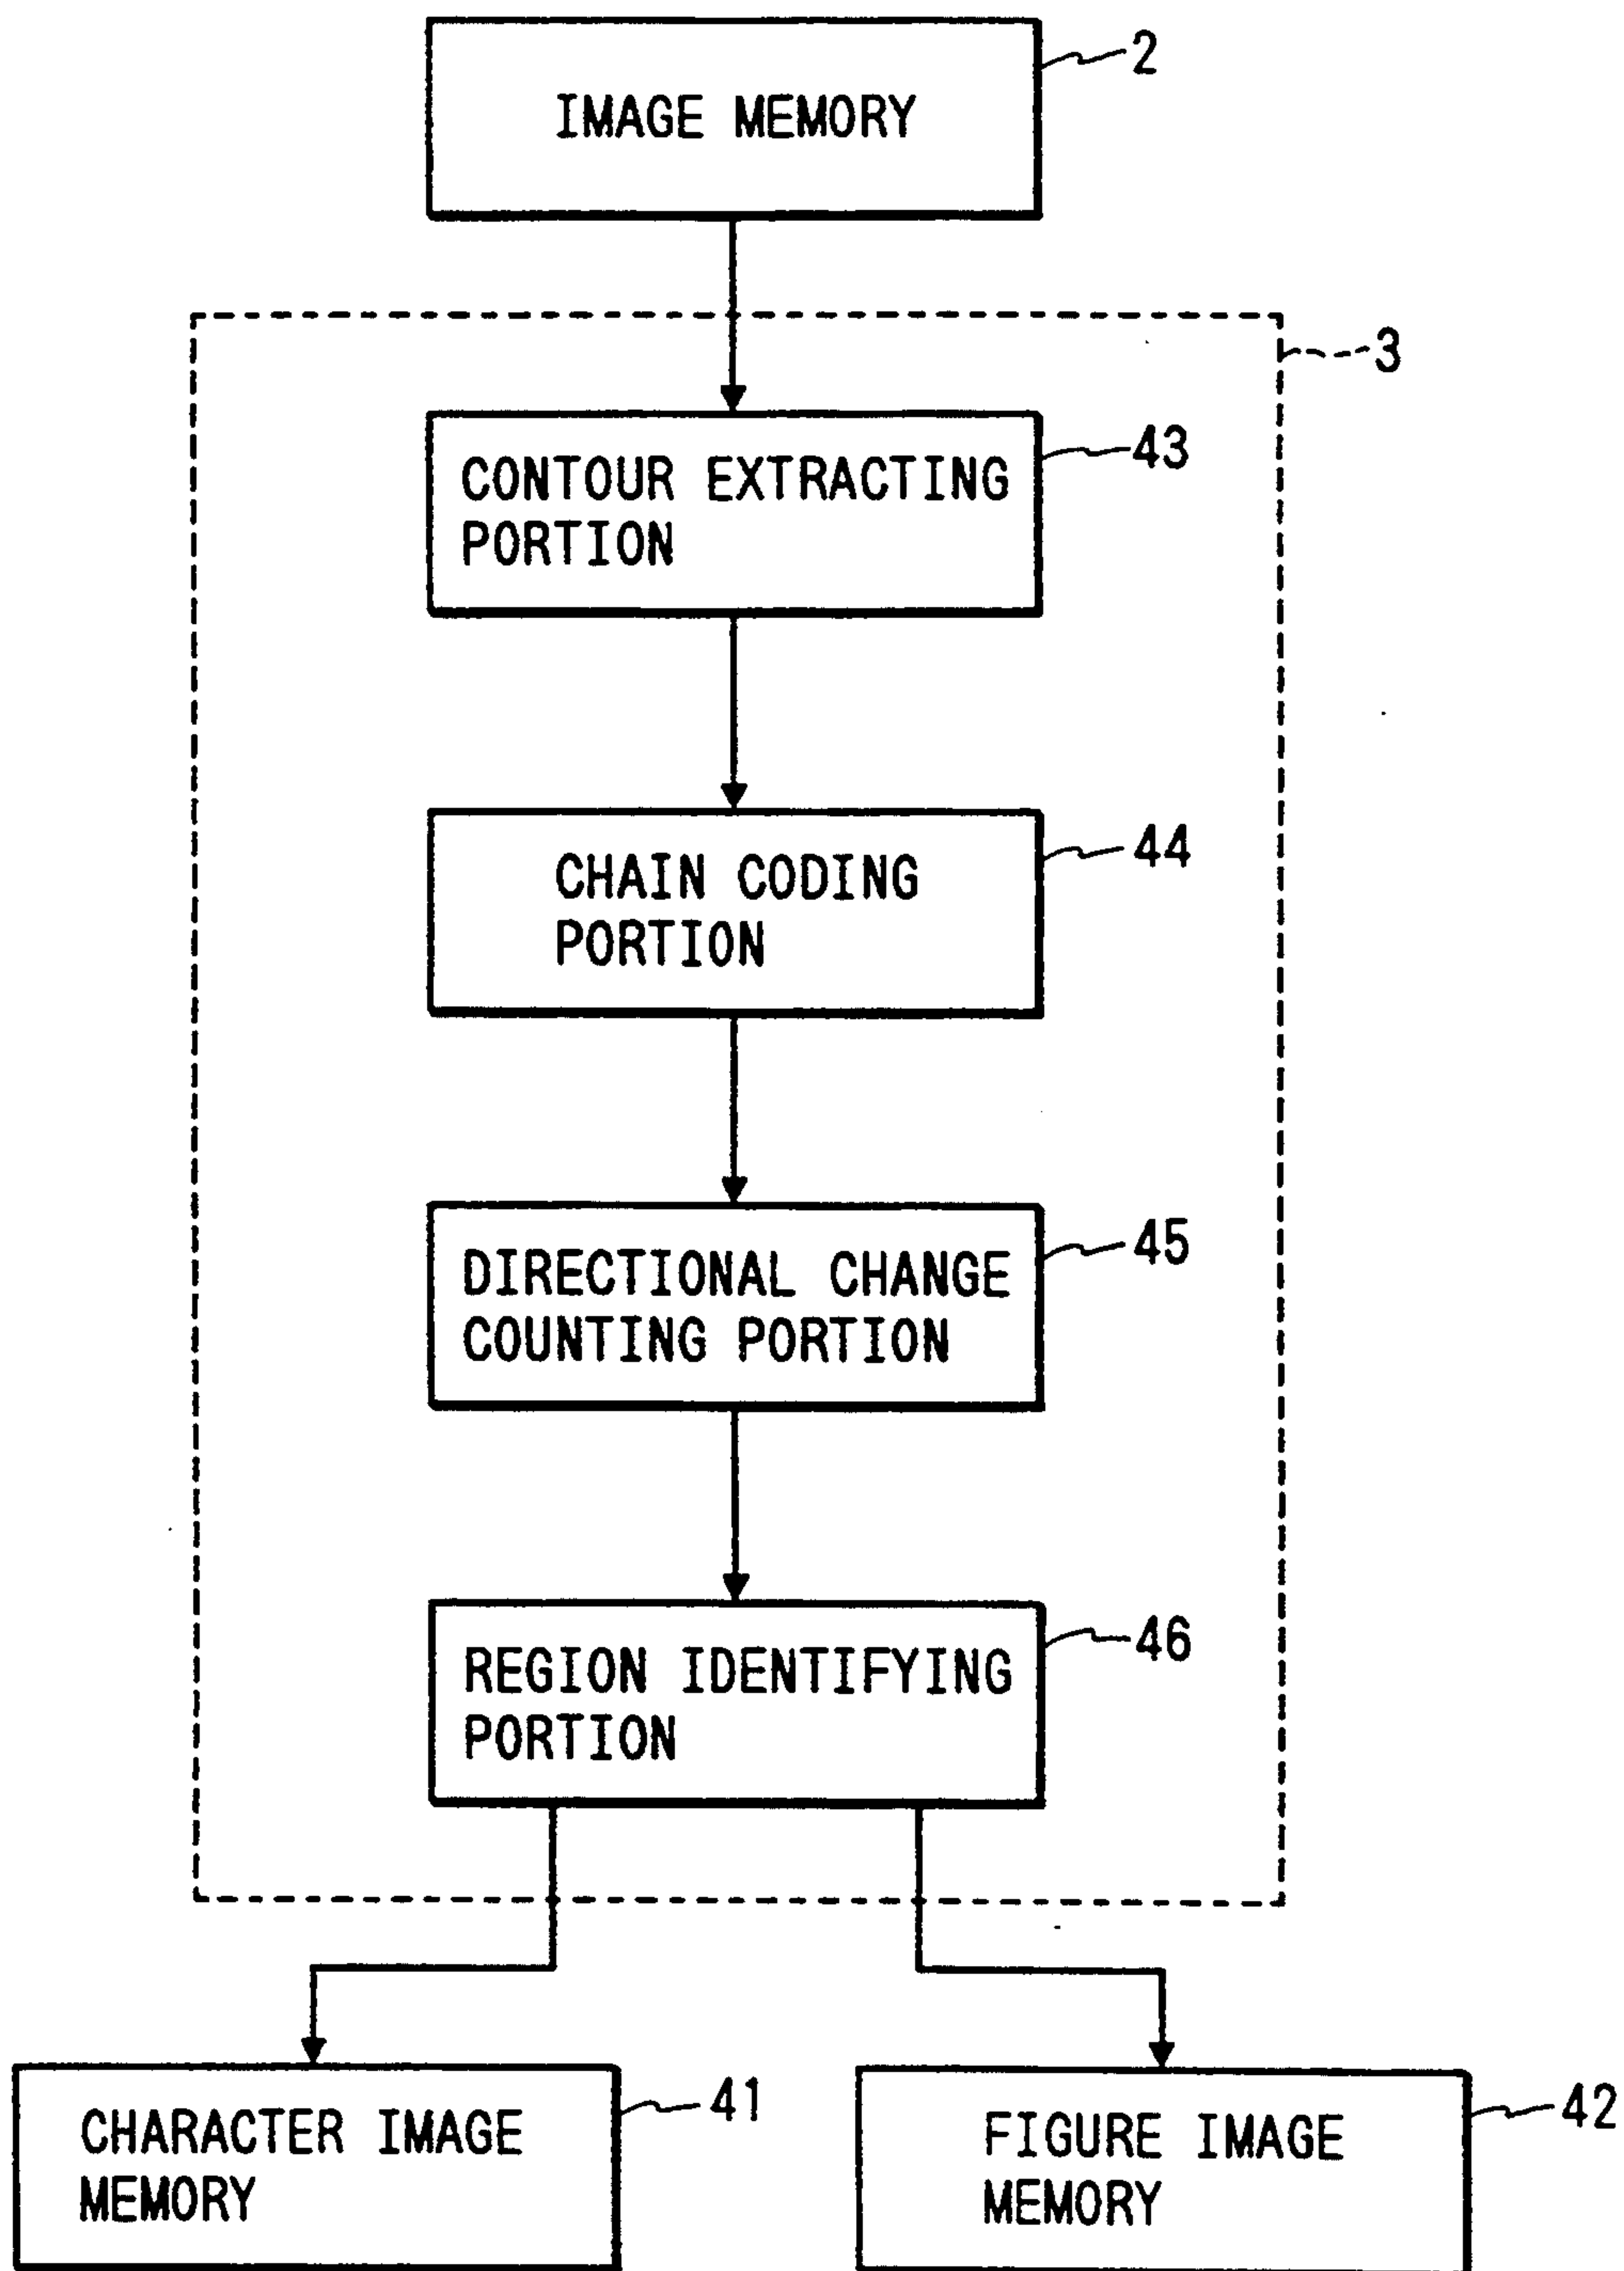 IMAGE MEMORY
2
3
CONTOUR EXTRACTING
PORTION
43
CHAIN CODING
PORTION
44
DIRECTIONAL CHANGE
COUNTING PORTION
45
REGION IDENTIFYING
PORTION
46
CHARACTER IMAGE
MEMORY
41
FIGURE IMAGE
MEMORY
42